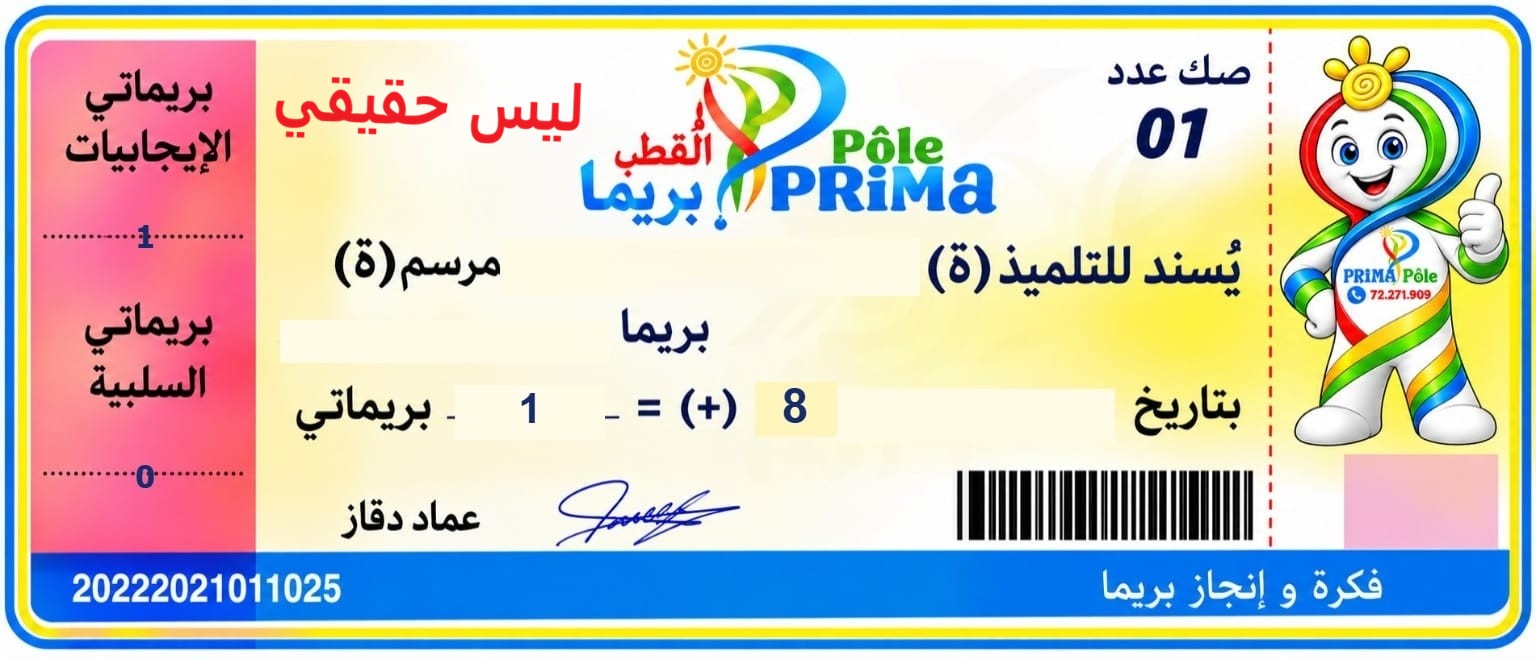 صك عدد
01
ليس حقيقي
القُطب
بريما
Pôle
PRiMa
يُسند للتلميذ (ة)
مرسم(ة)
بريما
بتاريخ
8 (+) = - 1 - بريماتي
عماد دقاز
بريماتي
الإيجابيات
1
بريماتي
السلبية
0
PRiMA Pôle
72.271.909
فكرة و إنجاز بريما
20222021011025